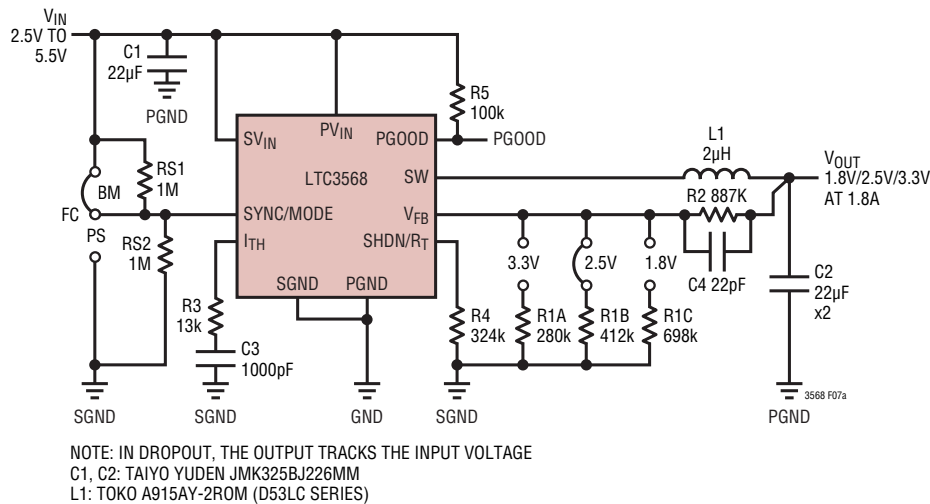 VIN
2.5V TO
5.5V
C1
22µF
PGND
R5
100k
SVIN
PVIN
PGOOD
PGOOD
LTC3568
L1
2µH
SW
VOUT
1.8V/2.5V/3.3V
AT 1.8A
RS1
1M
BM
FC
PS
SYNC/MODE
VFB
R2 887K
C4 22pF
RS2
1M
ITH
SHDN/RT
3.3V
2.5V
1.8V
C2
22µF
x2
SGND
PGND
R3
13k
R4
324k
R1A
280k
R1B
412k
R1C
698k
C3
1000pF
SGND
SGND
GND
SGND
PGND
3568 F07a
NOTE: IN DROPOUT, THE OUTPUT TRACKS THE INPUT VOLTAGE
C1, C2: TAIYO YUDEN JMK325BJ226MM
L1: TOKO A915AY-2ROM (D53LC SERIES)